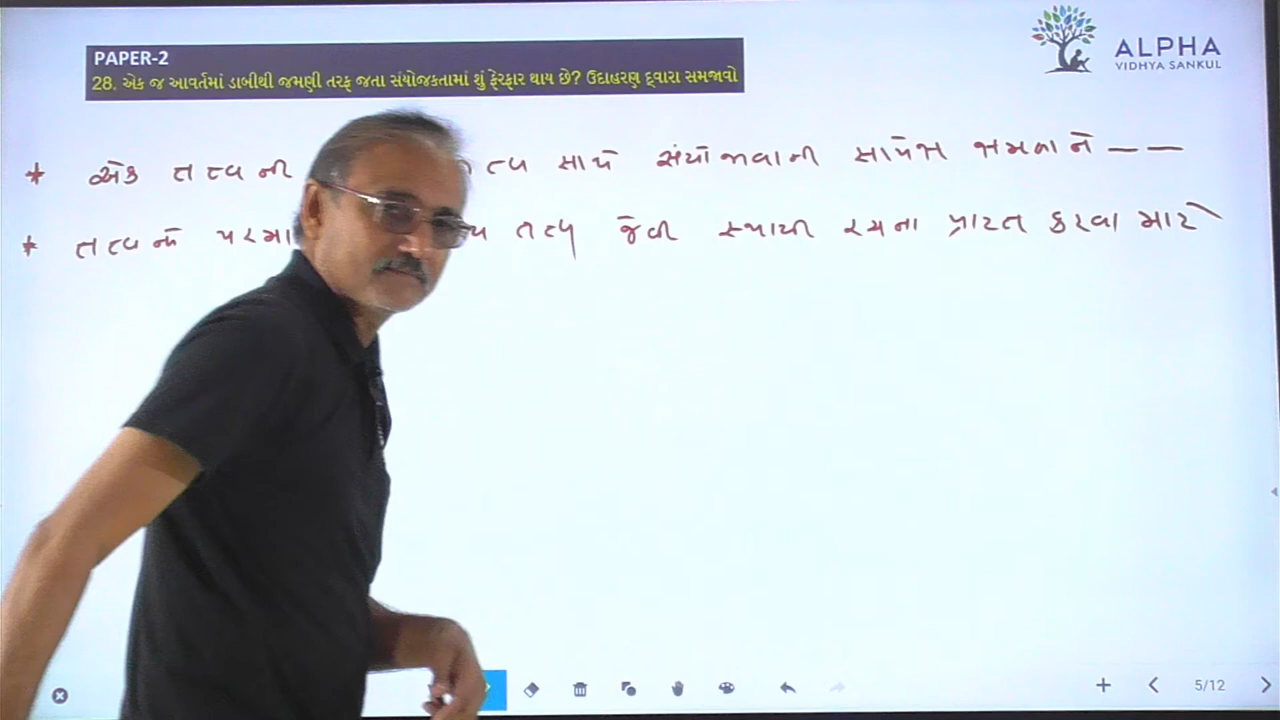 PAPER-2
28. એક જ આવર્તમાં ડાબીથી જમણી તરફ જતા સંયોજકતામાં શું ફેરફાર થાય છે? ઉદાહરણ દ્વારા સમજાવો
ALPHA
VIDHYA SANKUL
* એક તત્વ ની ત્વ સાથે સંયોજાવાની સાપેક્ષ ક્ષમતાને — —
* તત્વનો પરમા તત્વ જેવી સ્થાયી રચના પ્રાપ્ત કરવા માટે
5/12